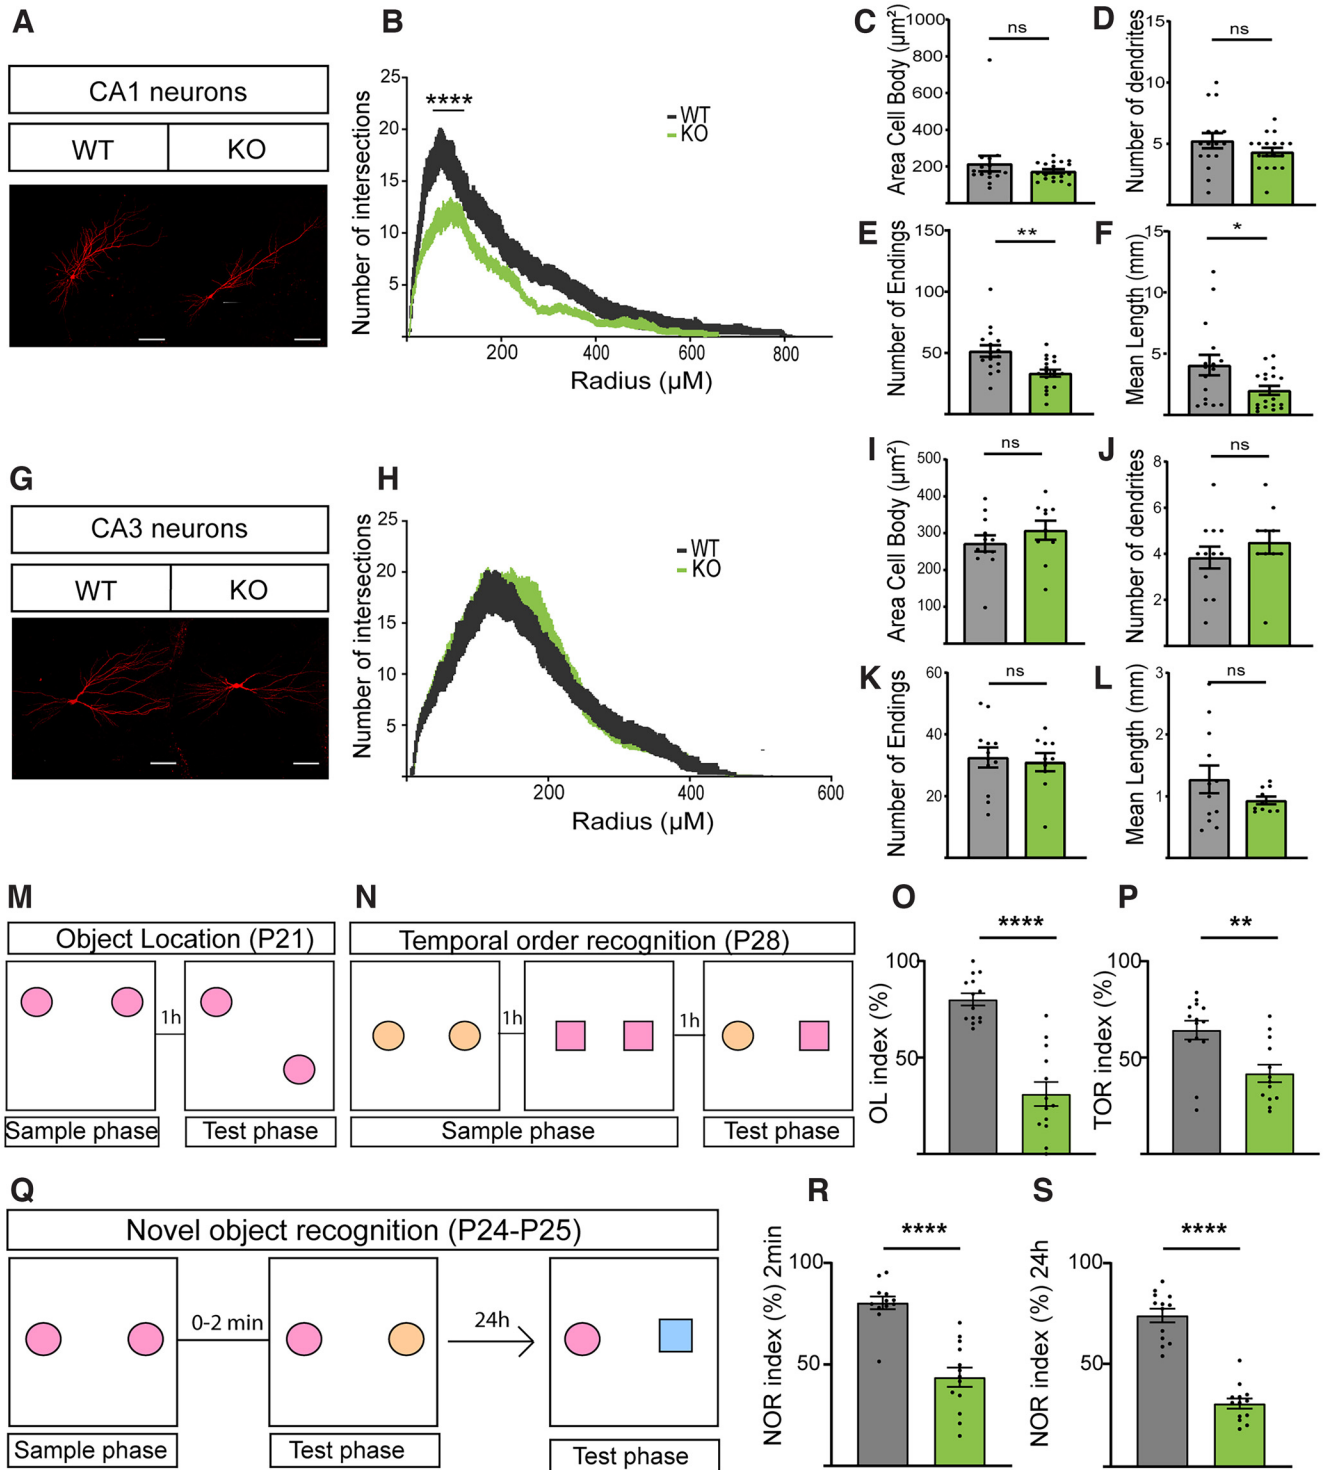 A
CA1 neurons
WT
KO
B
Number of intersections
25
20
15
10
5
200
400
600
800
Radius (µM)
****
WT
KO
C
Area Cell Body (µm²)
1000
800
600
400
200
ns
D
Number of dendrites
15
10
5
ns
E
Number of Endings
150
100
50
**
F
Mean Length (mm)
15
10
5
*
G
CA3 neurons
WT
KO
H
Number of intersections
25
20
15
10
5
200
400
600
Radius (µM)
WT
KO
I
Area Cell Body (µm²)
500
400
300
200
100
ns
J
Number of dendrites
8
6
4
2
ns
K
Number of Endings
60
40
20
ns
L
Mean Length (mm)
3
2
1
ns
M
Object Location (P21)
1h
Sample phase
Test phase
N
Temporal order recognition (P28)
1h
1h
Sample phase
Test phase
O
OL index (%)
100
50
****
P
TOR index (%)
100
50
**
Q
Novel object recognition (P24-P25)
0-2 min
24h
Sample phase
Test phase
Test phase
R
NOR index (%) 2min
100
50
****
S
NOR index (%) 24h
100
50
****